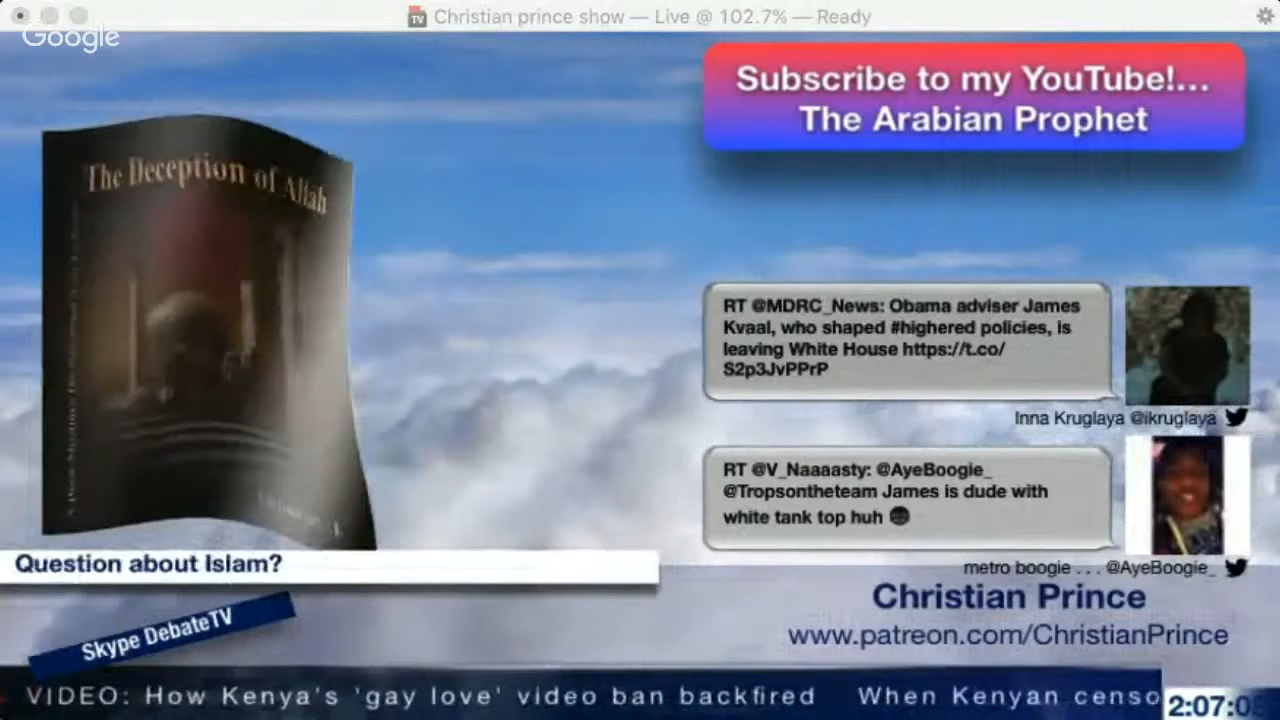 Christian prince show — Live @ 102.7% — Ready
Google
Subscribe to my YouTube!...
The Arabian Prophet
The Deception of Allah
RT @MDRC_News: Obama adviser James
Kvaal, who shaped #highered policies, is
leaving White House https://t.co/
S2p3JvPPrP
Inna Kruglaya @ikruglaya
RT @V_Naaaasty: @AyeBoogie_
@Tropsontheteam James is dude with
white tank top huh
metro boogie . . . @AyeBoogie_
Question about Islam?
Skype DebateTV
Christian Prince
www.patreon.com/ChristianPrince
VIDEO: How Kenya's 'gay love' video ban backfired When Kenyan censo
2:07:0